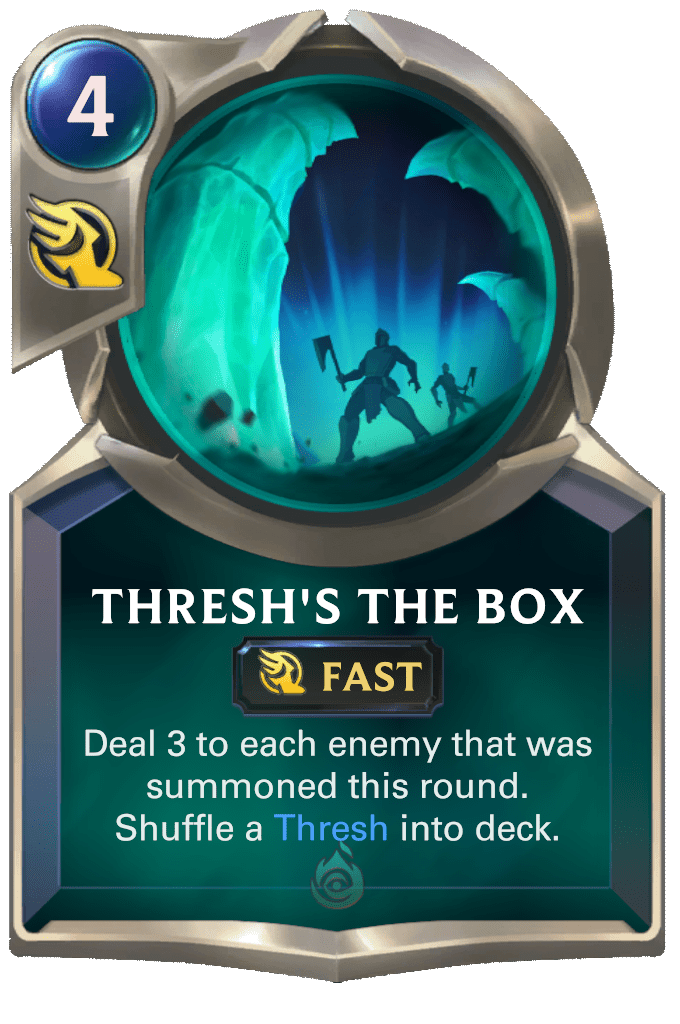 4
THRESH'S THE BOX
FAST
Deal 3 to each enemy that was
summoned this round.
Shuffle a Thresh into deck.